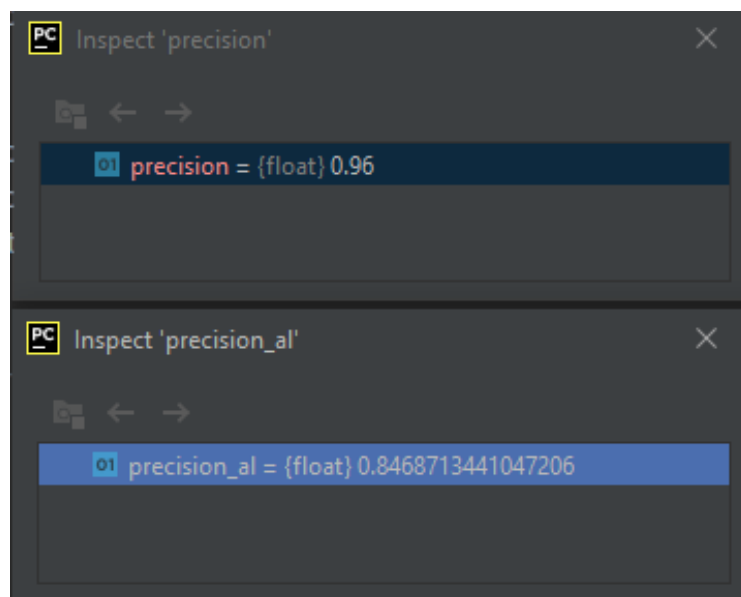 PC Inspect 'precision'
01 precision = {float} 0.96
PC Inspect 'precision_al'
01 precision_al = {float} 0.8468713441047206